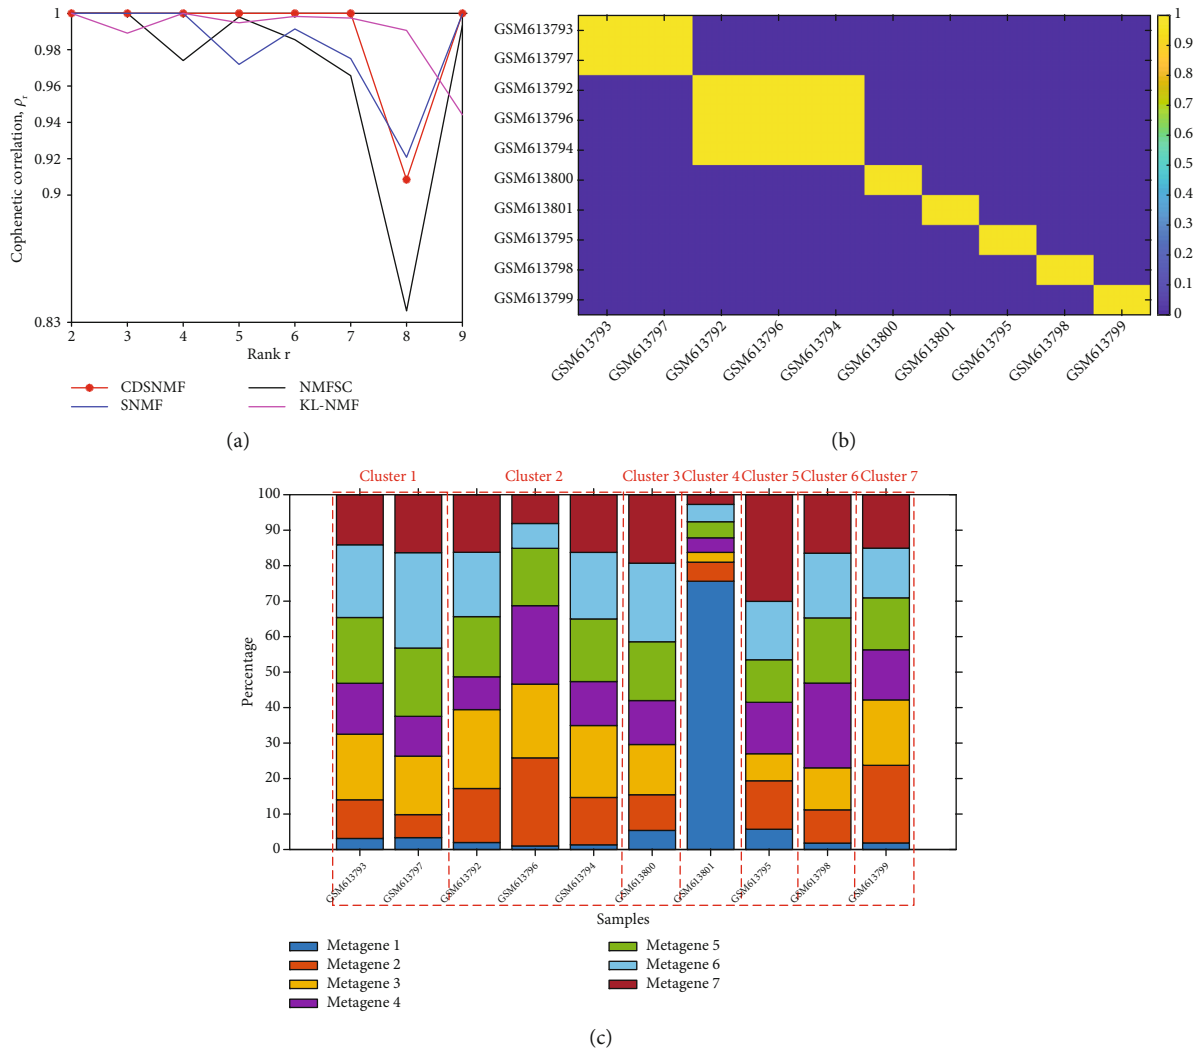 1
0.98
0.96
0.94
0.92
0.9
0.83
Cophenetic correlation, ρr
2 3 4 5 6 7 8 9
Rank r
CDSNMF
SNMF
NMFSC
KL-NMF
(a)
GSM613793
GSM613797
GSM613792
GSM613796
GSM613794
GSM613800
GSM613801
GSM613795
GSM613798
GSM613799
GSM613793 GSM613797 GSM613792 GSM613796 GSM613794 GSM613800 GSM613801 GSM613795 GSM613798 GSM613799
1
0.9
0.8
0.7
0.6
0.5
0.4
0.3
0.2
0.1
0
(b)
Cluster 1 Cluster 2 Cluster 3 Cluster 4 Cluster 5 Cluster 6 Cluster 7
100
90
80
70
60
50
40
30
20
10
0
Percentage
GSM613793 GSM613797 GSM613792 GSM613796 GSM613794 GSM613800 GSM613801 GSM613795 GSM613798 GSM613799
Samples
Metagene 1
Metagene 2
Metagene 3
Metagene 4
Metagene 5
Metagene 6
Metagene 7
(c)